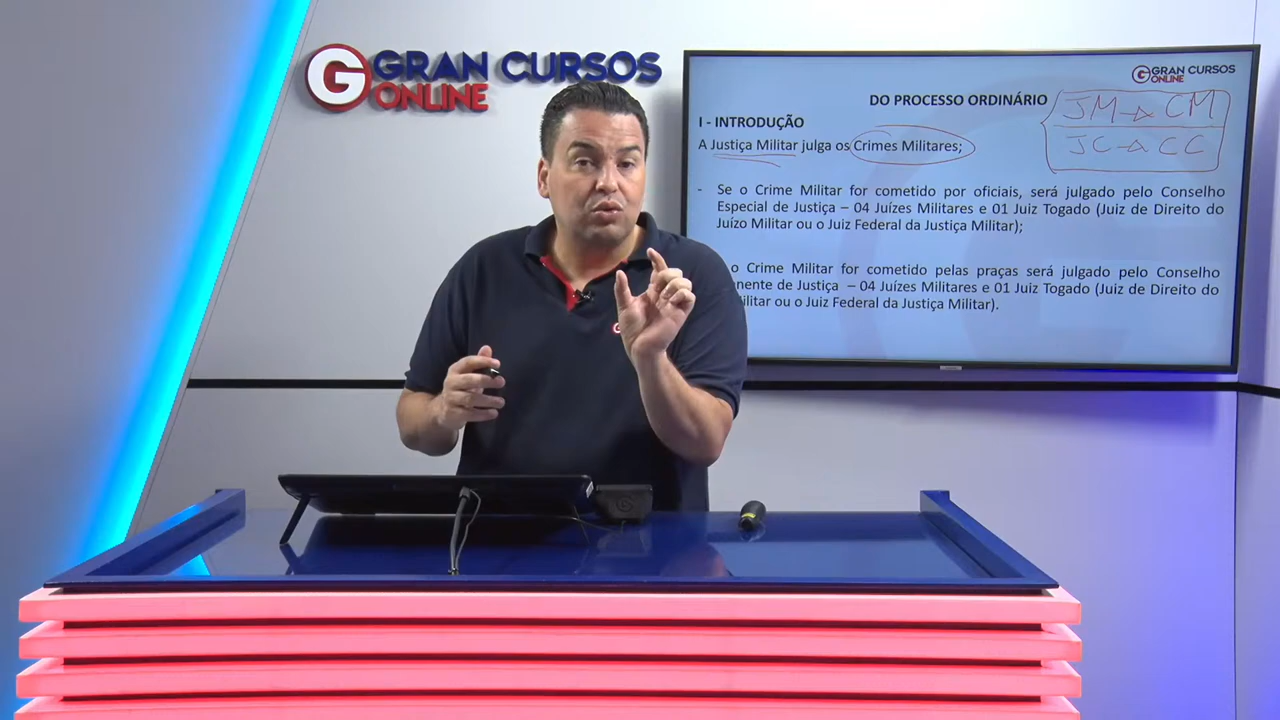 GRAN CURSOS
ONLINE
GRAN CURSOS
ONLINE
DO PROCESSO ORDINÁRIO
JM → CM
JC → CC
I - INTRODUÇÃO
A Justiça Militar julga os Crimes Militares;
- Se o Crime Militar for cometido por oficiais, será julgado pelo Conselho
Especial de Justiça – 04 Juízes Militares e 01 Juiz Togado (Juiz de Direito do
Juízo Militar ou o Juiz Federal da Justiça Militar);
o Crime Militar for cometido pelas praças será julgado pelo Conselho
de Justiça – 04 Juízes Militares e 01 Juiz Togado (Juiz de Direito do
ou o Juiz Federal da Justiça Militar).